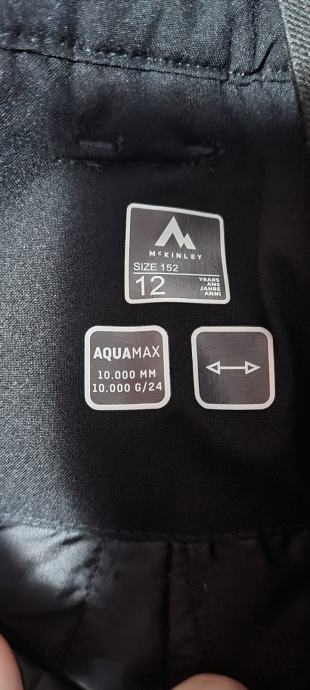 McKINLEY
SIZE 152
12
YEARS
ANS
JAHRE
ANNI
AQUAMAX
10.000 MM
10.000 G/24